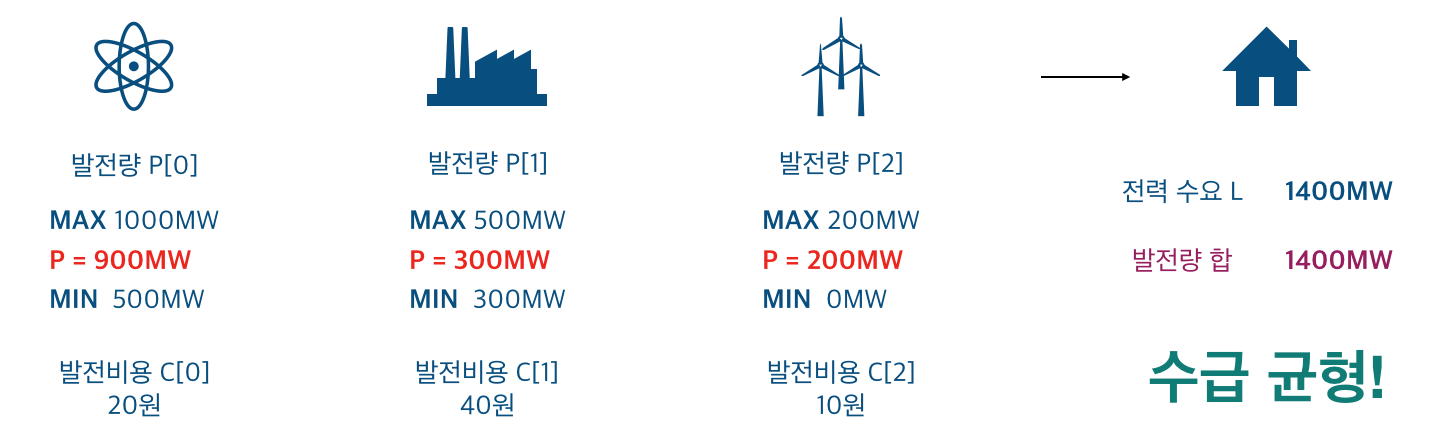 발전량 P[0]
MAX 1000MW
P = 900MW
MIN 500MW
발전비용 C[0]
20원
발전량 P[1]
MAX 500MW
P = 300MW
MIN 300MW
발전비용 C[1]
40원
발전량 P[2]
MAX 200MW
P = 200MW
MIN 0MW
발전비용 C[2]
10원
전력 수요 L 1400MW
발전량 합 1400MW
수급 균형!